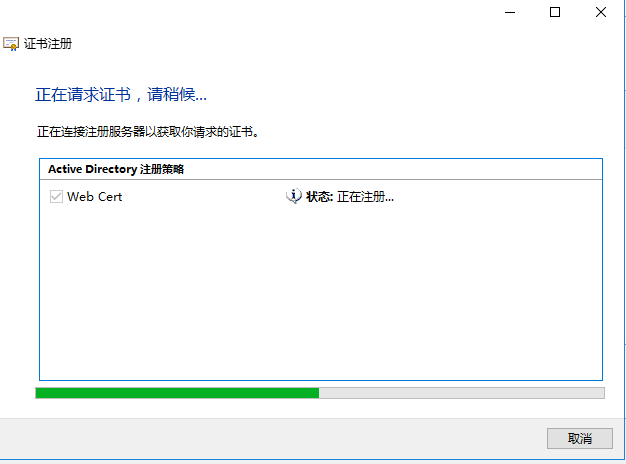 证书注册
正在请求证书，请稍候...
正在连接注册服务器以获取你请求的证书。
Active Directory 注册策略
Web Cert
状态: 正在注册...
取消